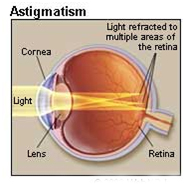 Astigmatism
Light refracted to
multiple areas of
the retina
Cornea
Light
Lens
Retina